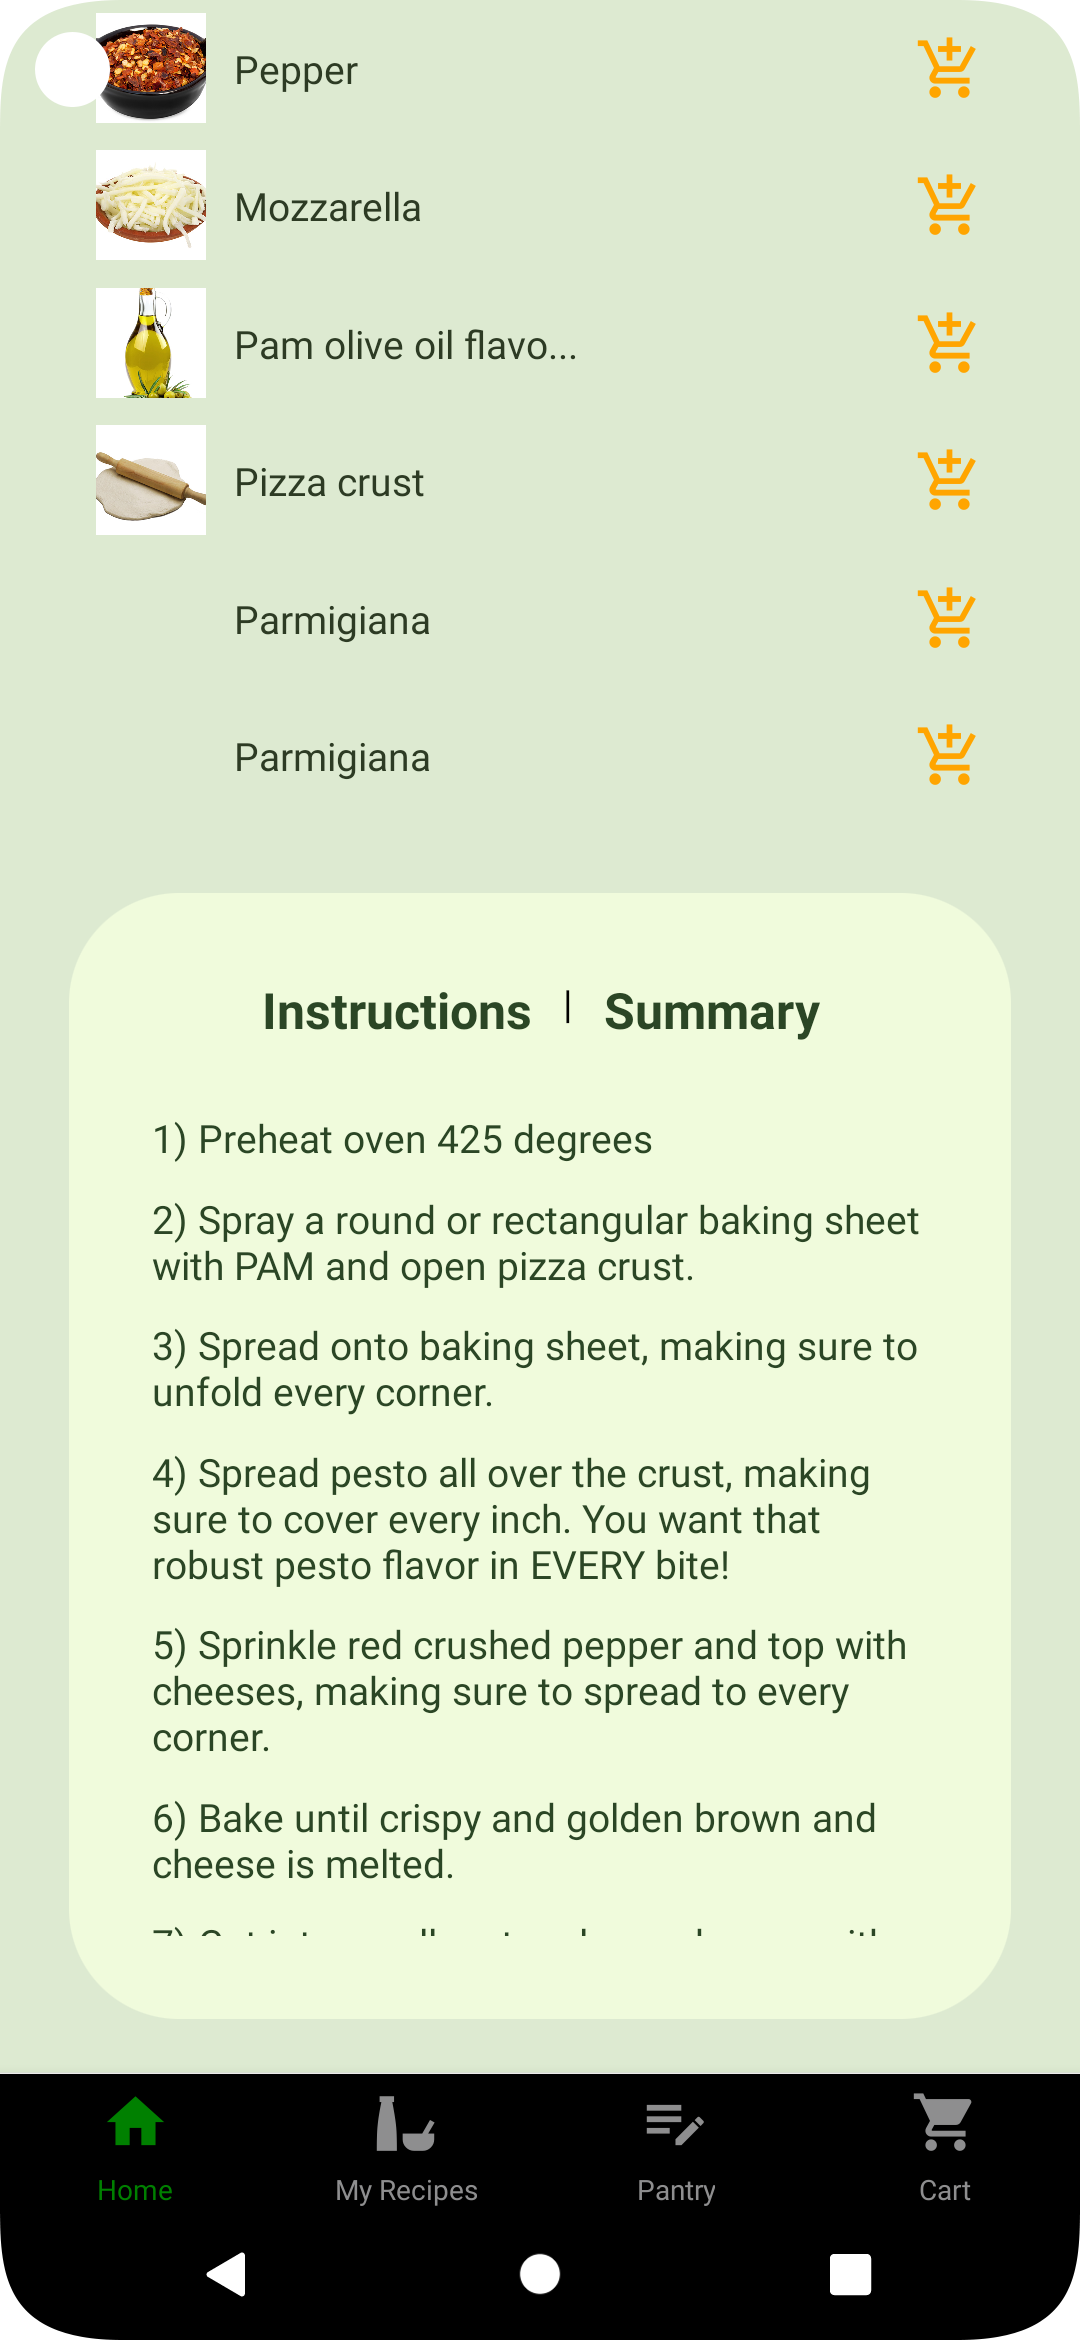 Pepper
Mozzarella
Pam olive oil flavo...
Pizza crust
Parmigiana
Parmigiana
Instructions | Summary
1) Preheat oven 425 degrees
2) Spray a round or rectangular baking sheet
with PAM and open pizza crust.
3) Spread onto baking sheet, making sure to
unfold every corner.
4) Spread pesto all over the crust, making
sure to cover every inch. You want that
robust pesto flavor in EVERY bite!
5) Sprinkle red crushed pepper and top with
cheeses, making sure to spread to every
corner.
6) Bake until crispy and golden brown and
cheese is melted.
Home
My Recipes
Pantry
Cart